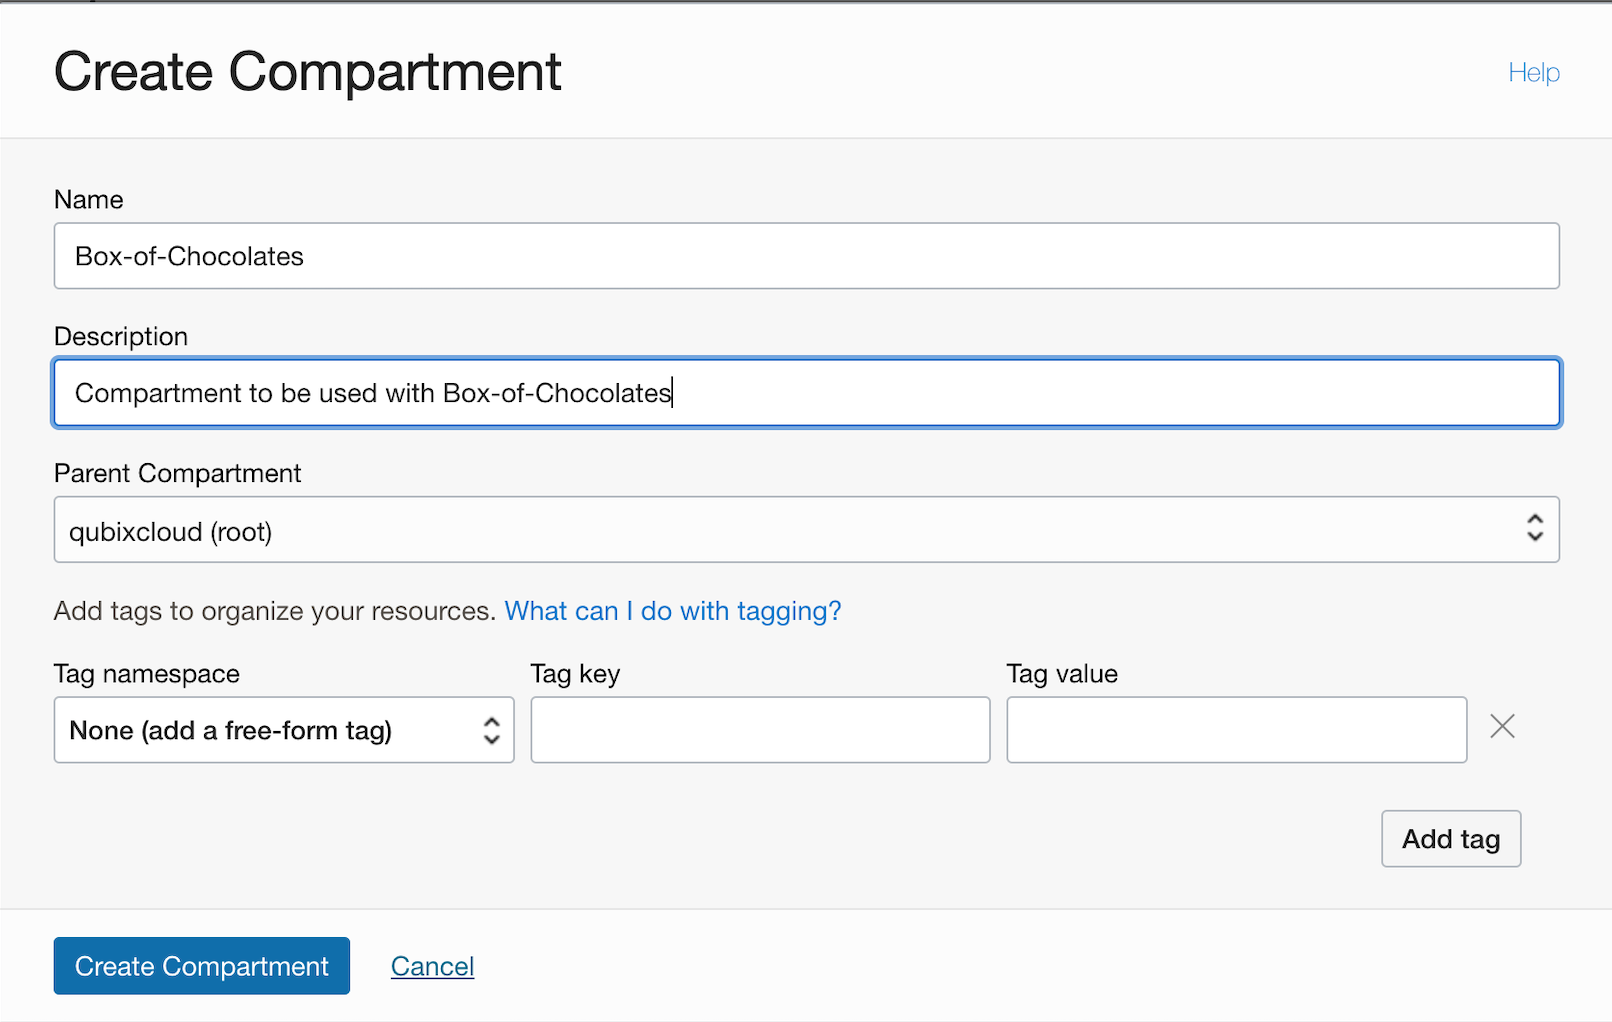 Create Compartment
Help
Name
Box-of-Chocolates
Description
Compartment to be used with Box-of-Chocolates
Parent Compartment
qubixcloud (root)
Add tags to organize your resources. What can I do with tagging?
Tag namespace Tag key Tag value
None (add a free-form tag)
Add tag
Create Compartment Cancel